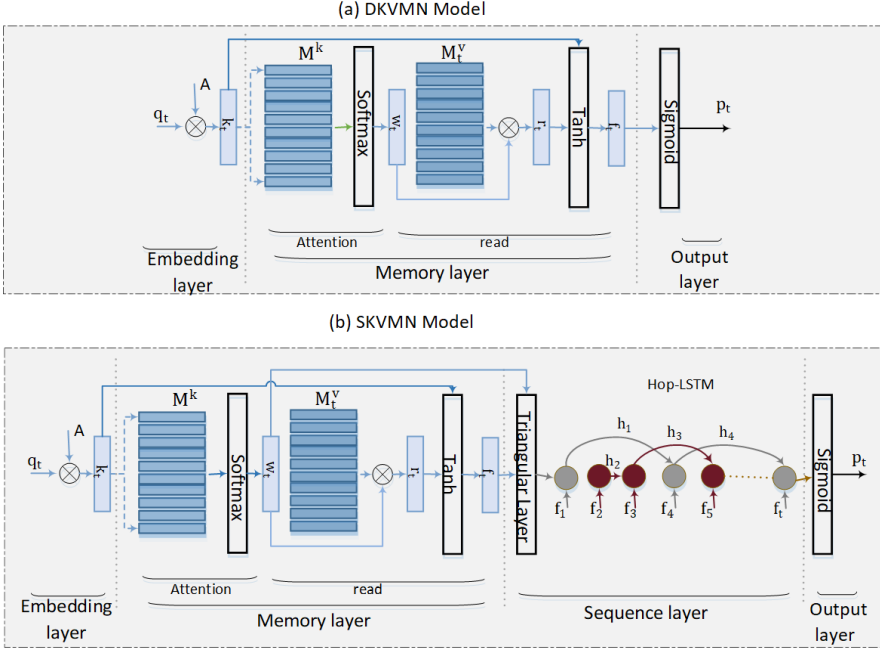 (a) DKVMN Model
M^k
M_t^v
A
q_t
k_t
Softmax
w_t
r_t
Tanh
f_t
Sigmoid
p_t
Attention
read
Embedding
layer
Memory layer
Output
layer
(b) SKVMN Model
Hop-LSTM
M^k
M_t^v
A
q_t
k_t
Softmax
w_t
r_t
Tanh
f_t
Triangular Layer
h_1
h_2
h_3
h_4
f_1
f_2
f_3
f_4
f_5
f_t
Sigmoid
p_t
Attention
read
Embedding
layer
Memory layer
Sequence layer
Output
layer